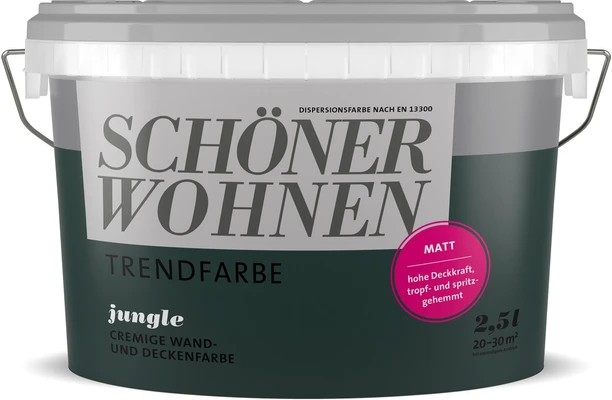 DISPERSIONSFARBE NACH EN 13300
SCHÖNER
WOHNEN
TRENDFARBE
MATT
hohe Deckkraft,
tropf- und spritz-
gehemmt
jungle
CREMIGE WAND-
UND DECKENFARBE
2,5l
20–30 m²